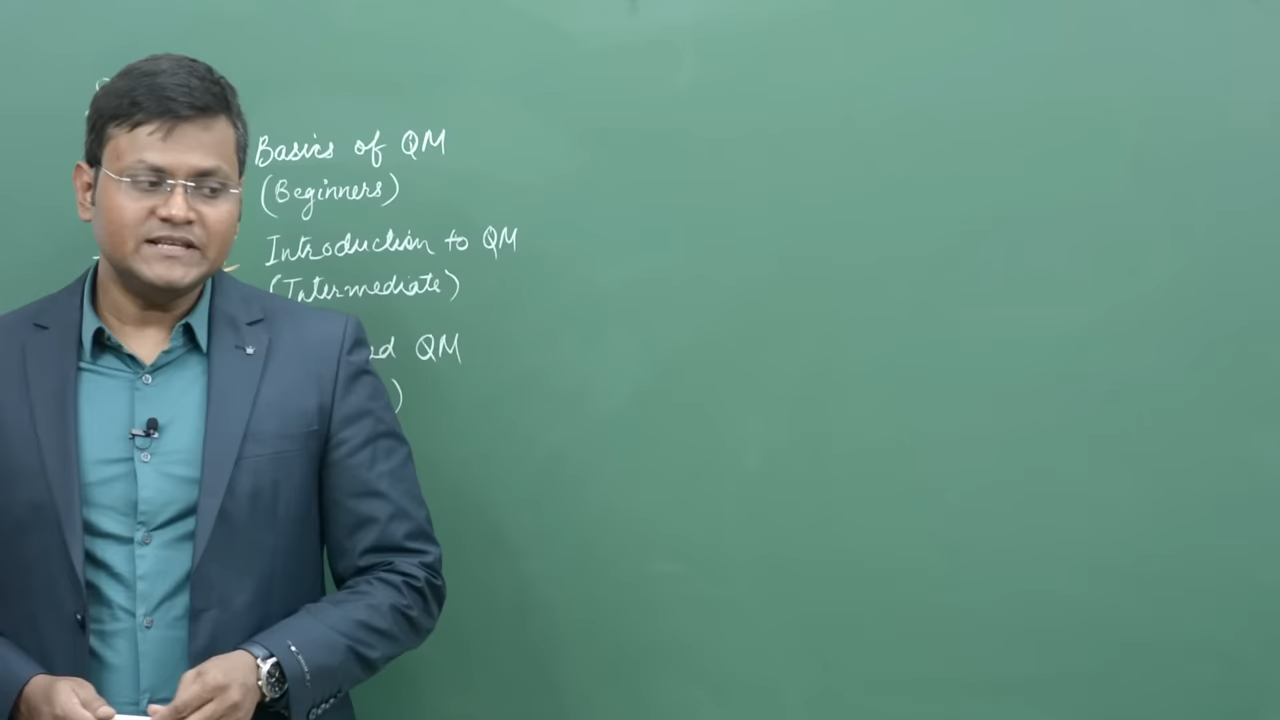 Basics of QM
(Beginners)
Introduction to QM
(Intermediate)
QM
)